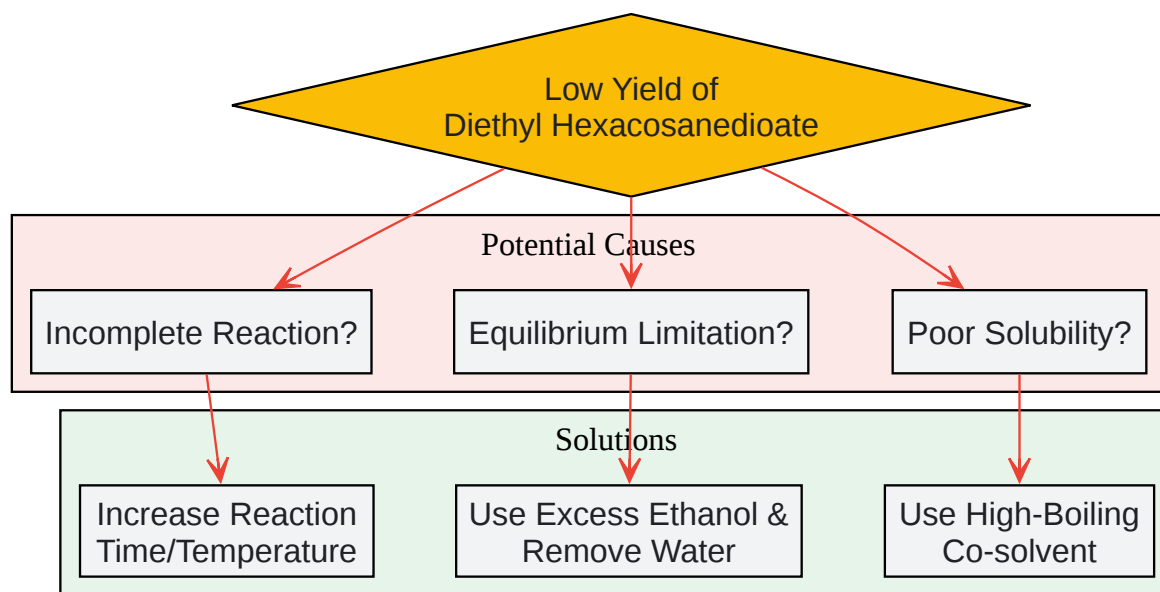 Low Yield of
Diethyl Hexacosanedioate
Potential Causes
Incomplete Reaction?
Equilibrium Limitation?
Poor Solubility?
Solutions
Increase Reaction
Time/Temperature
Use Excess Ethanol &
Remove Water
Use High-Boiling
Co-solvent